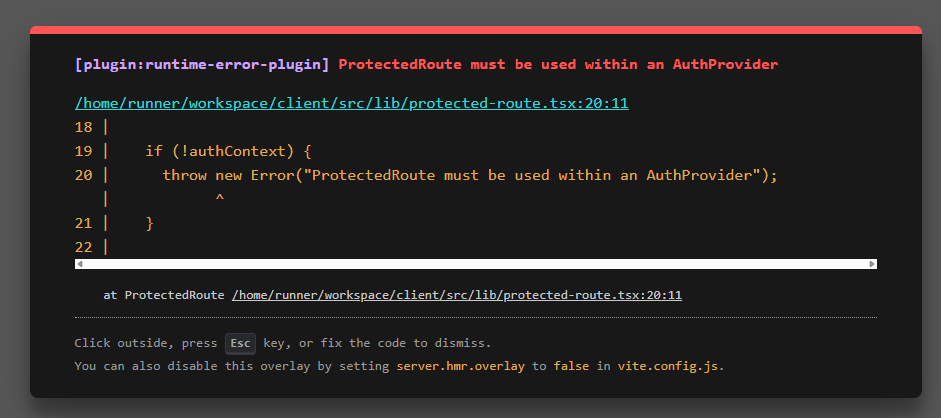 [plugin:runtime-error-plugin] ProtectedRoute must be used within an AuthProvider
/home/runner/workspace/client/src/lib/protected-route.tsx:20:11
18 |
19 |    if (!authContext) {
20 |      throw new Error("ProtectedRoute must be used within an AuthProvider");
   |            ^
21 |    }
22 |
at ProtectedRoute /home/runner/workspace/client/src/lib/protected-route.tsx:20:11
Click outside, press Esc key, or fix the code to dismiss.
You can also disable this overlay by setting server.hmr.overlay to false in vite.config.js.